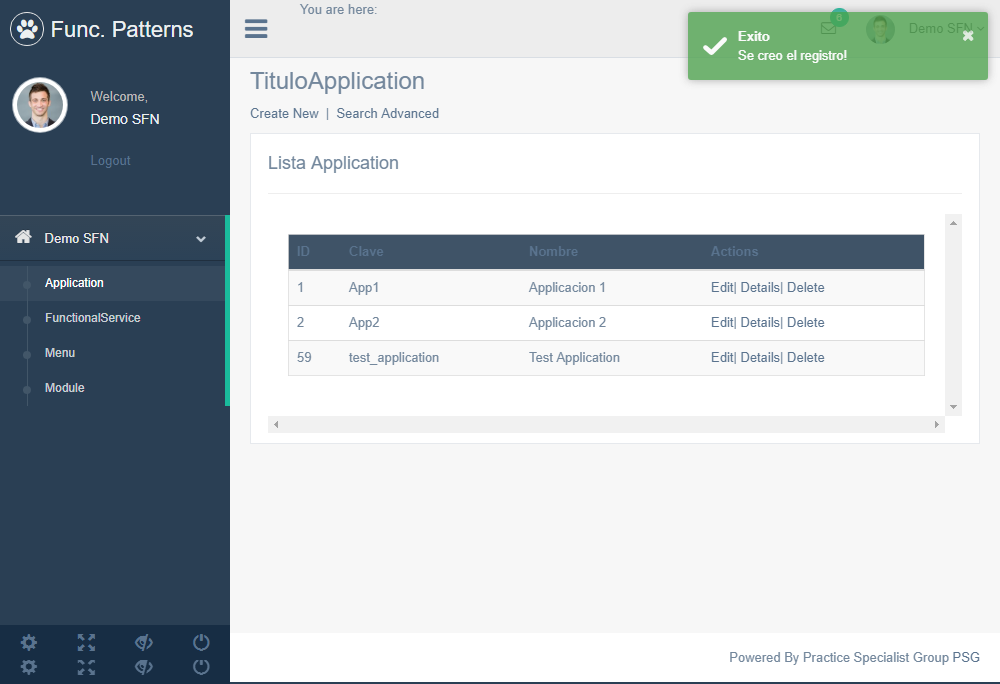 Func. Patterns
Welcome,
Demo SFN
Logout
Demo SFN
Application
FunctionalService
Menu
Module
You are here:
6
Demo SFN
Exito
Se creo el registro!
TituloApplication
Create New | Search Advanced
Lista Application
ID Clave Nombre Actions
1 App1 Applicacion 1 Edit| Details| Delete
2 App2 Applicacion 2 Edit| Details| Delete
59 test_application Test Application Edit| Details| Delete
Powered By Practice Specialist Group PSG